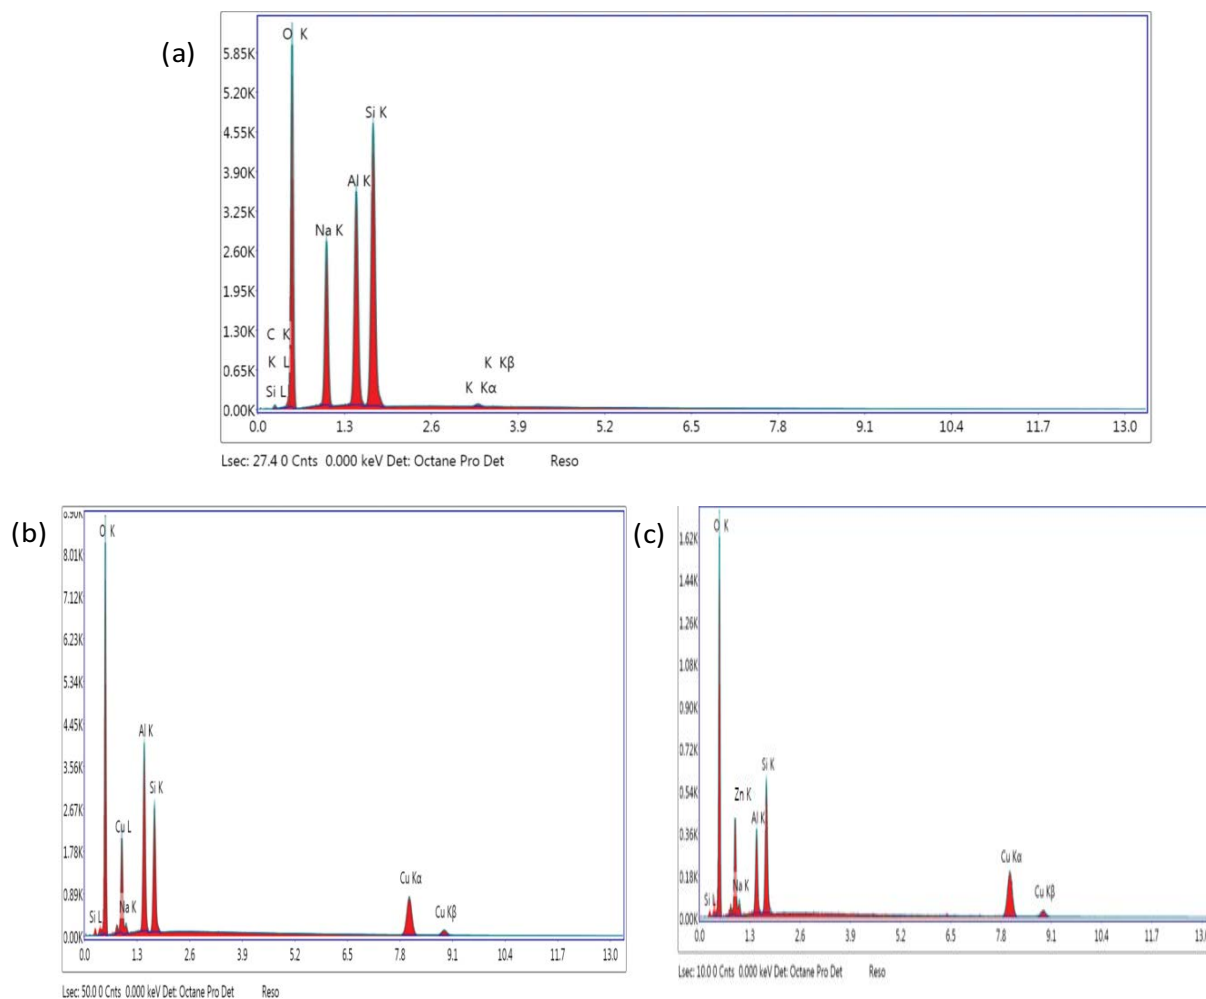 (a)
5.85K
5.20K
4.55K
3.90K
3.25K
2.60K
1.95K
1.30K
0.65K
0.00K
O K
Si K
Al K
Na K
C K
K L
Si L
K Kβ
K Kα
0.0 1.3 2.6 3.9 5.2 6.5 7.8 9.1 10.4 11.7 13.0
Lsec: 27.4 0 Cnts 0.000 keV Det: Octane Pro Det Reso
(b)
8.90K
8.01K
7.12K
6.23K
5.34K
4.45K
3.56K
2.67K
1.78K
0.89K
0.00K
O K
Al K
Si K
Cu L
Na K
Si L
Cu Kα
Cu Kβ
0.0 1.3 2.6 3.9 5.2 6.5 7.8 9.1 10.4 11.7 13.0
Lsec: 50.0 0 Cnts 0.000 keV Det: Octane Pro Det Reso
(c)
1.62K
1.44K
1.26K
1.08K
0.90K
0.72K
0.54K
0.36K
0.18K
0.00K
O K
Si K
Zn K
Al K
Na K
Si L
Cu Kα
Cu Kβ
0.0 1.3 2.6 3.9 5.2 6.5 7.8 9.1 10.4 11.7 13.0
Lsec: 10.0 0 Cnts 0.000 keV Det: Octane Pro Det Reso